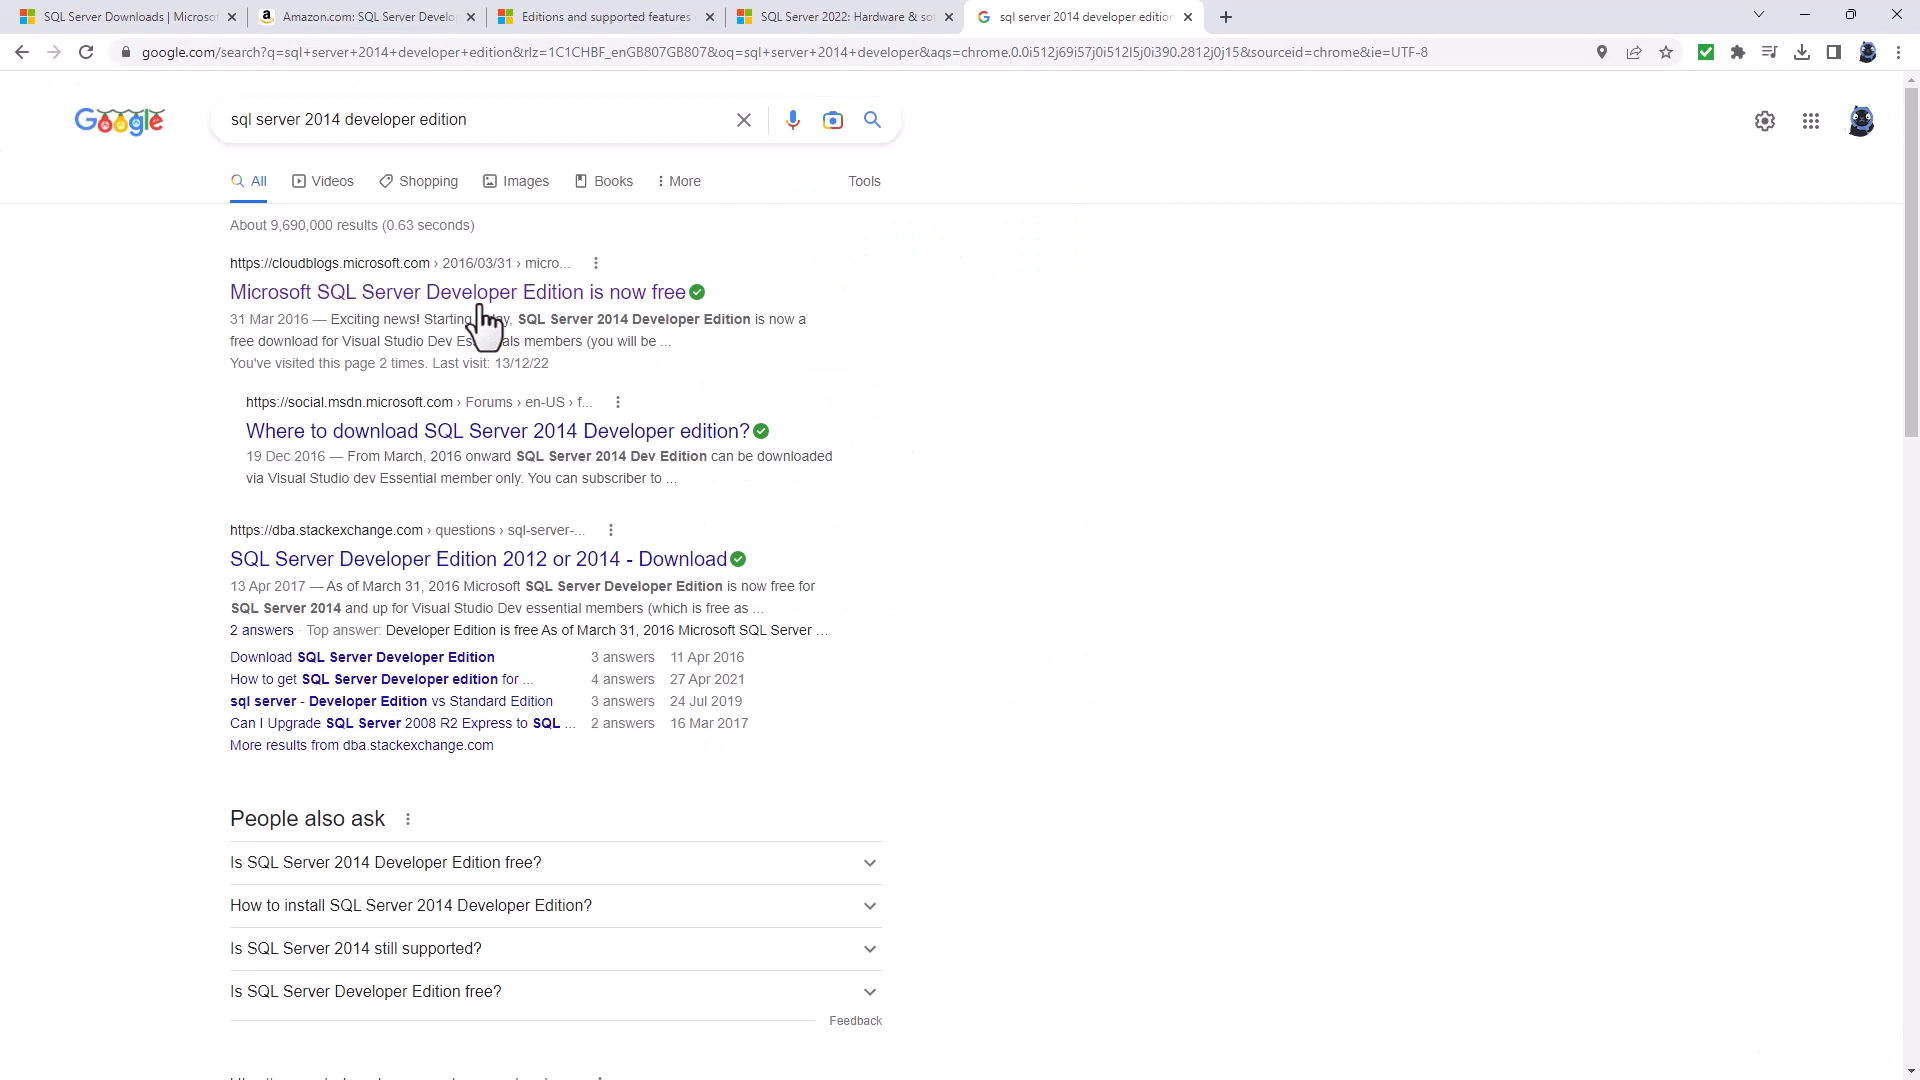 SQL Server Downloads | Microsof
Amazon.com: SQL Server Develop
Editions and supported features
SQL Server 2022: Hardware & sof
sql server 2014 developer edition
google.com/search?q=sql+server+2014+developer+edition&rlz=1C1CHBF_enGB807GB807&oq=sql+server+2014+developer&aqs=chrome.0.0i512j69i57j0i512l5j0i390.2812j0j15&sourceid=chrome&ie=UTF-8
Google
sql server 2014 developer edition
All Videos Shopping Images Books More Tools
About 9,690,000 results (0.63 seconds)
https://cloudblogs.microsoft.com › 2016/03/31 › micro...
Microsoft SQL Server Developer Edition is now free
31 Mar 2016 — Exciting news! Starting SQL Server 2014 Developer Edition is now a
free download for Visual Studio Dev members (you will be ...
You've visited this page 2 times. Last visit: 13/12/22
https://social.msdn.microsoft.com › Forums › en-US › f...
Where to download SQL Server 2014 Developer edition?
19 Dec 2016 — From March, 2016 onward SQL Server 2014 Dev Edition can be downloaded
via Visual Studio dev Essential member only. You can subscriber to ...
https://dba.stackexchange.com › questions › sql-server-...
SQL Server Developer Edition 2012 or 2014 - Download
13 Apr 2017 — As of March 31, 2016 Microsoft SQL Server Developer Edition is now free for
SQL Server 2014 and up for Visual Studio Dev essential members (which is free as ...
2 answers · Top answer: Developer Edition is free As of March 31, 2016 Microsoft SQL Server ...
Download SQL Server Developer Edition 3 answers 11 Apr 2016
How to get SQL Server Developer edition for ... 4 answers 27 Apr 2021
sql server - Developer Edition vs Standard Edition 3 answers 24 Jul 2019
Can I Upgrade SQL Server 2008 R2 Express to SQL ... 2 answers 16 Mar 2017
More results from dba.stackexchange.com
People also ask
Is SQL Server 2014 Developer Edition free?
How to install SQL Server 2014 Developer Edition?
Is SQL Server 2014 still supported?
Is SQL Server Developer Edition free?
Feedback